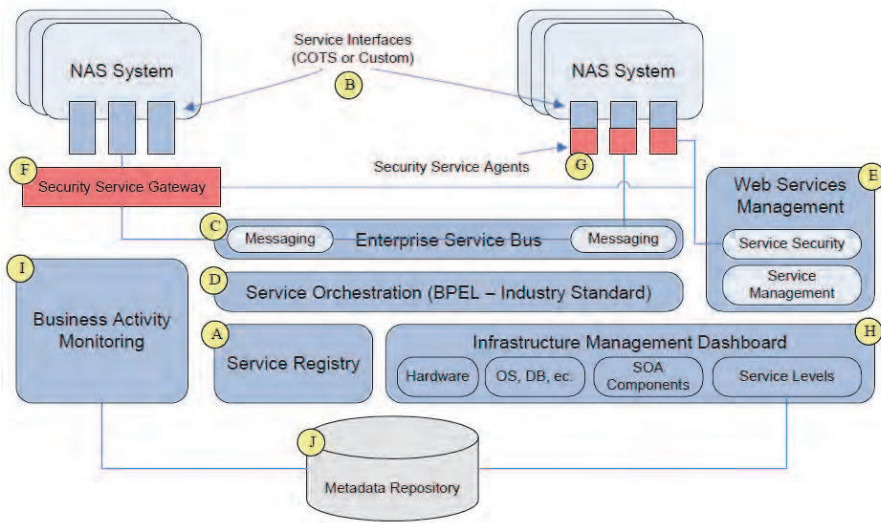 Service Interfaces
(COTS or Custom)
B
NAS System
NAS System
F
Security Service Gateway
Security Service Agents
G
E
Web Services
Management
Service Security
Service
Management
C
Messaging
Enterprise Service Bus
Messaging
D
Service Orchestration (BPEL – Industry Standard)
I
Business Activity
Monitoring
A
Service Registry
H
Infrastructure Management Dashboard
Hardware
OS, DB, ec.
SOA
Components
Service Levels
J
Metadata Repository